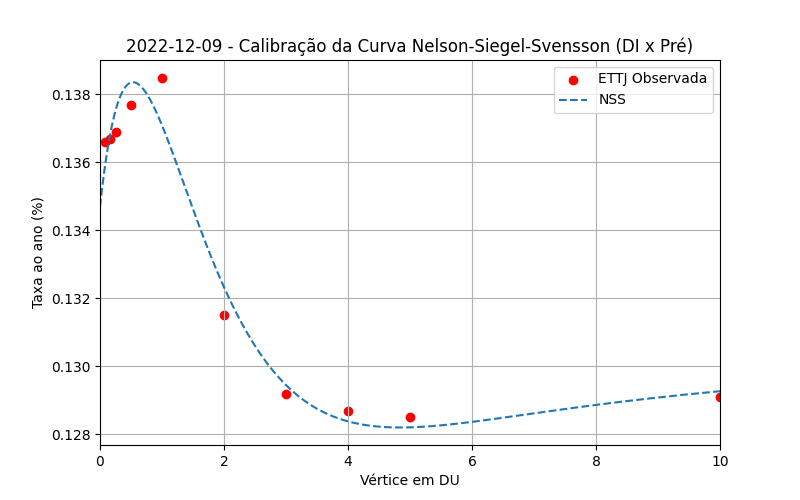 2022-12-09 - Calibração da Curva Nelson-Siegel-Svensson (DI x Pré)
ETTJ Observada
NSS
Taxa ao ano (%)
0.138
0.136
0.134
0.132
0.130
0.128
0 2 4 6 8 10
Vértice em DU